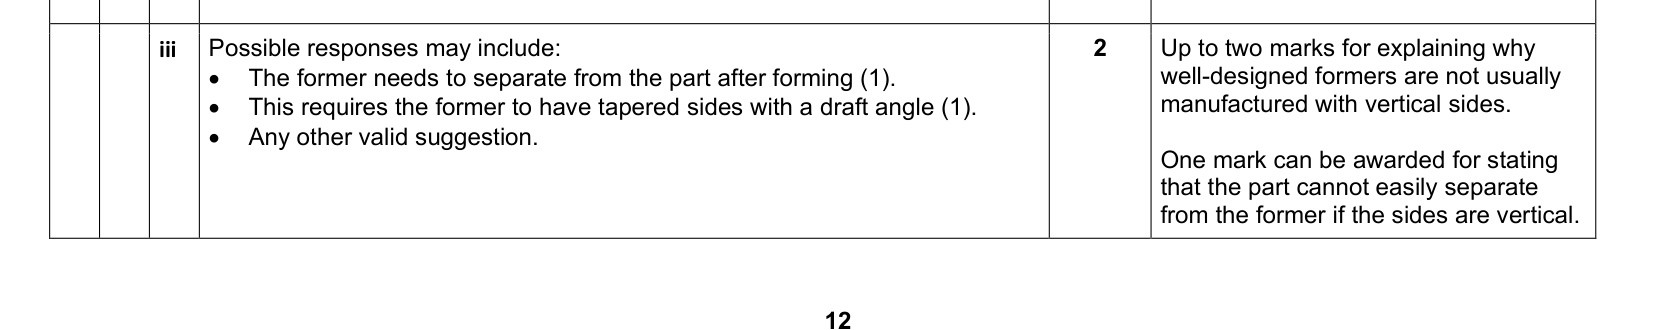 iii
Possible responses may include:
• The former needs to separate from the part after forming (1).
• This requires the former to have tapered sides with a draft angle (1).
• Any other valid suggestion.
2
Up to two marks for explaining why
well-designed formers are not usually
manufactured with vertical sides.
One mark can be awarded for stating
that the part cannot easily separate
from the former if the sides are vertical.
12